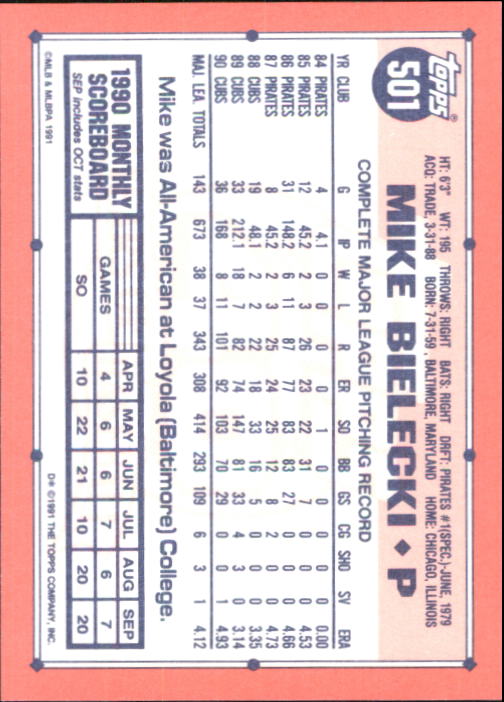 topps®
501
HT: 6'3" WT: 195 THROWS: RIGHT BATS: RIGHT DRFT: PIRATES #1(SPEC.)-JUNE, 1979
ACQ: TRADE, 3-31-88 BORN: 7-31-59, BALTIMORE, MARYLAND HOME: CHICAGO, ILLINOIS
MIKE BIELECKI ♦ P
COMPLETE MAJOR LEAGUE PITCHING RECORD
YR CLUB G IP W L R ER SO BB GS CG SHO SV ERA
84 PIRATES 4 4.1 0 0 0 0 1 0 0 0 0 0 0.00
85 PIRATES 12 45.2 2 3 26 23 22 31 7 0 0 0 4.53
86 PIRATES 31 148.2 6 11 87 77 83 83 27 0 0 0 4.66
87 PIRATES 8 45.2 2 3 25 24 25 12 8 2 0 0 4.73
88 CUBS 19 48.1 2 2 22 18 33 16 5 0 0 0 3.35
89 CUBS 33 212.1 18 7 82 74 147 81 33 4 3 0 3.14
90 CUBS 36 168 8 11 101 92 103 70 29 0 0 1 4.93
MAJ. LEA. TOTALS 143 673 38 37 343 308 414 293 109 6 3 1 4.12
Mike was All-American at Loyola (Baltimore) College.
1990 MONTHLY
SCOREBOARD
SEP includes OCT stats
APR MAY JUN JUL AUG SEP
GAMES 4 6 6 7 6 7
SO 10 22 21 10 20 20
©MLB & MLBPA 1991
D* ©1991 THE TOPPS COMPANY, INC.